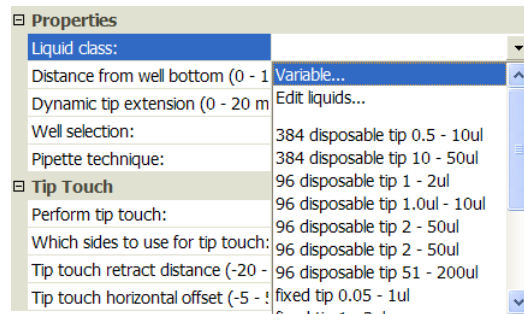 Properties
Liquid class:
Distance from well bottom (0 - 1
Dynamic tip extension (0 - 20 m
Well selection:
Pipette technique:
Tip Touch
Perform tip touch:
Which sides to use for tip touch:
Tip touch retract distance (-20 -
Tip touch horizontal offset (-5 -
Variable...
Edit liquids...
384 disposable tip 0.5 - 10ul
384 disposable tip 10 - 50ul
96 disposable tip 1 - 2ul
96 disposable tip 1.0ul - 10ul
96 disposable tip 2 - 50ul
96 disposable tip 2 - 50ul
96 disposable tip 51 - 200ul
fixed tip 0.05 - 1ul